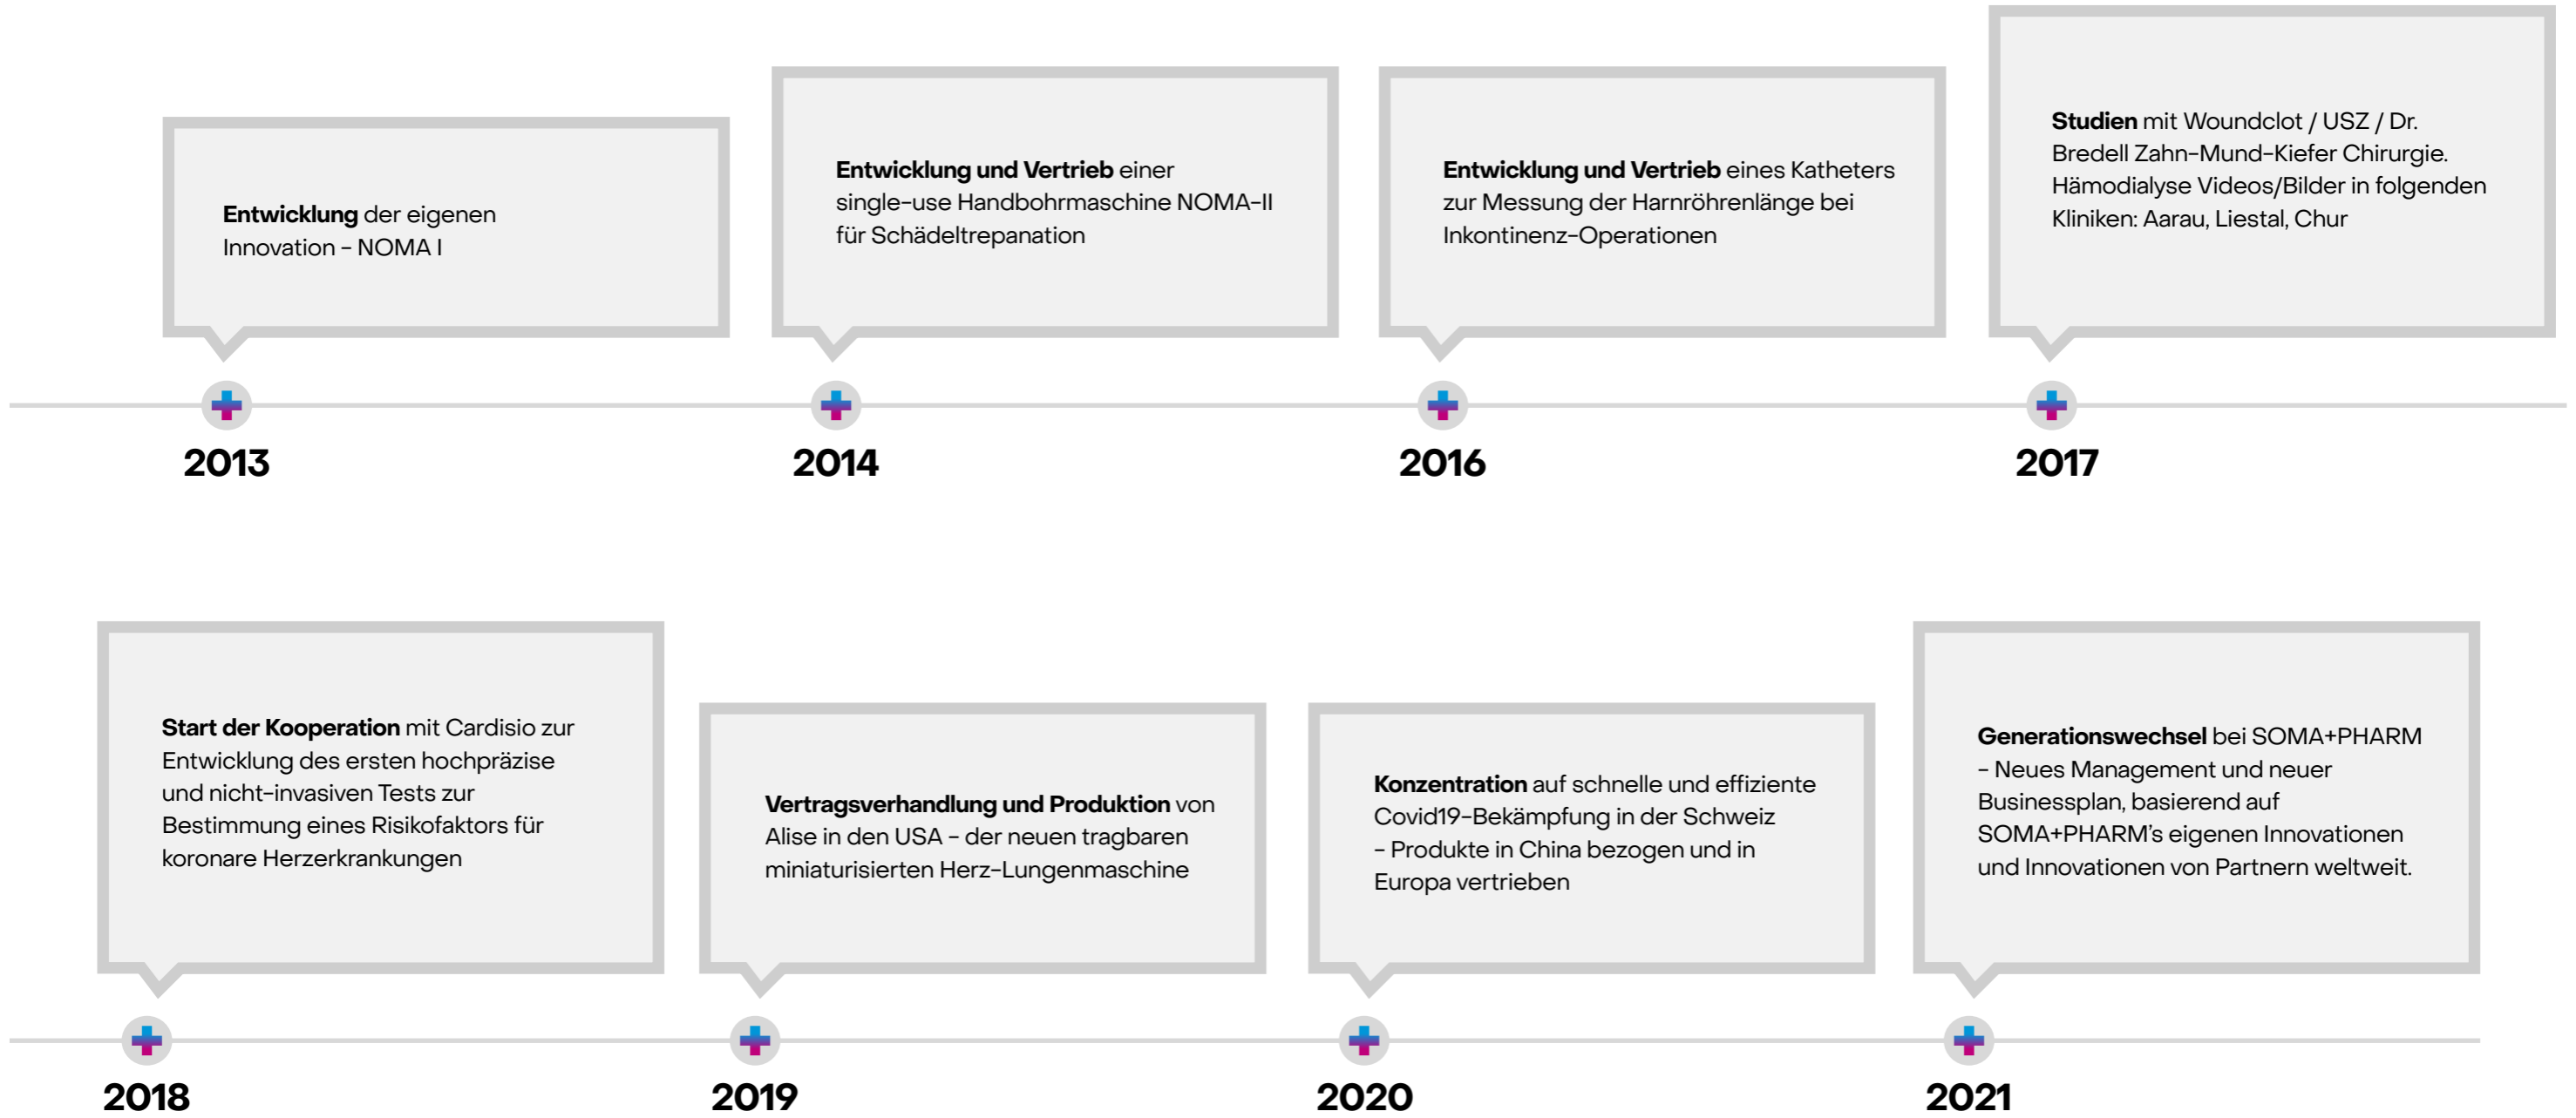 Entwicklung der eigenen
Innovation – NOMA I
2013
Entwicklung und Vertrieb einer
single-use Handbohrmaschine NOMA-II
für Schädeltrepanation
2014
Entwicklung und Vertrieb eines Katheters
zur Messung der Harnröhrenlänge bei
Inkontinenz-Operationen
2016
Studien mit Woundclot / USZ / Dr.
Bredell Zahn-Mund-Kiefer Chirurgie.
Hämodialyse Videos/Bilder in folgenden
Kliniken: Aarau, Liestal, Chur
2017
Start der Kooperation mit Cardisio zur
Entwicklung des ersten hochpräzise
und nicht-invasiven Tests zur
Bestimmung eines Risikofaktors für
koronare Herzerkrankungen
2018
Vertragsverhandlung und Produktion von
Alise in den USA – der neuen tragbaren
miniaturisierten Herz-Lungenmaschine
2019
Konzentration auf schnelle und effiziente
Covid19-Bekämpfung in der Schweiz
– Produkte in China bezogen und in
Europa vertrieben
2020
Generationswechsel bei SOMA+PHARM
– Neues Management und neuer
Businessplan, basierend auf
SOMA+PHARM’s eigenen Innovationen
und Innovationen von Partnern weltweit.
2021